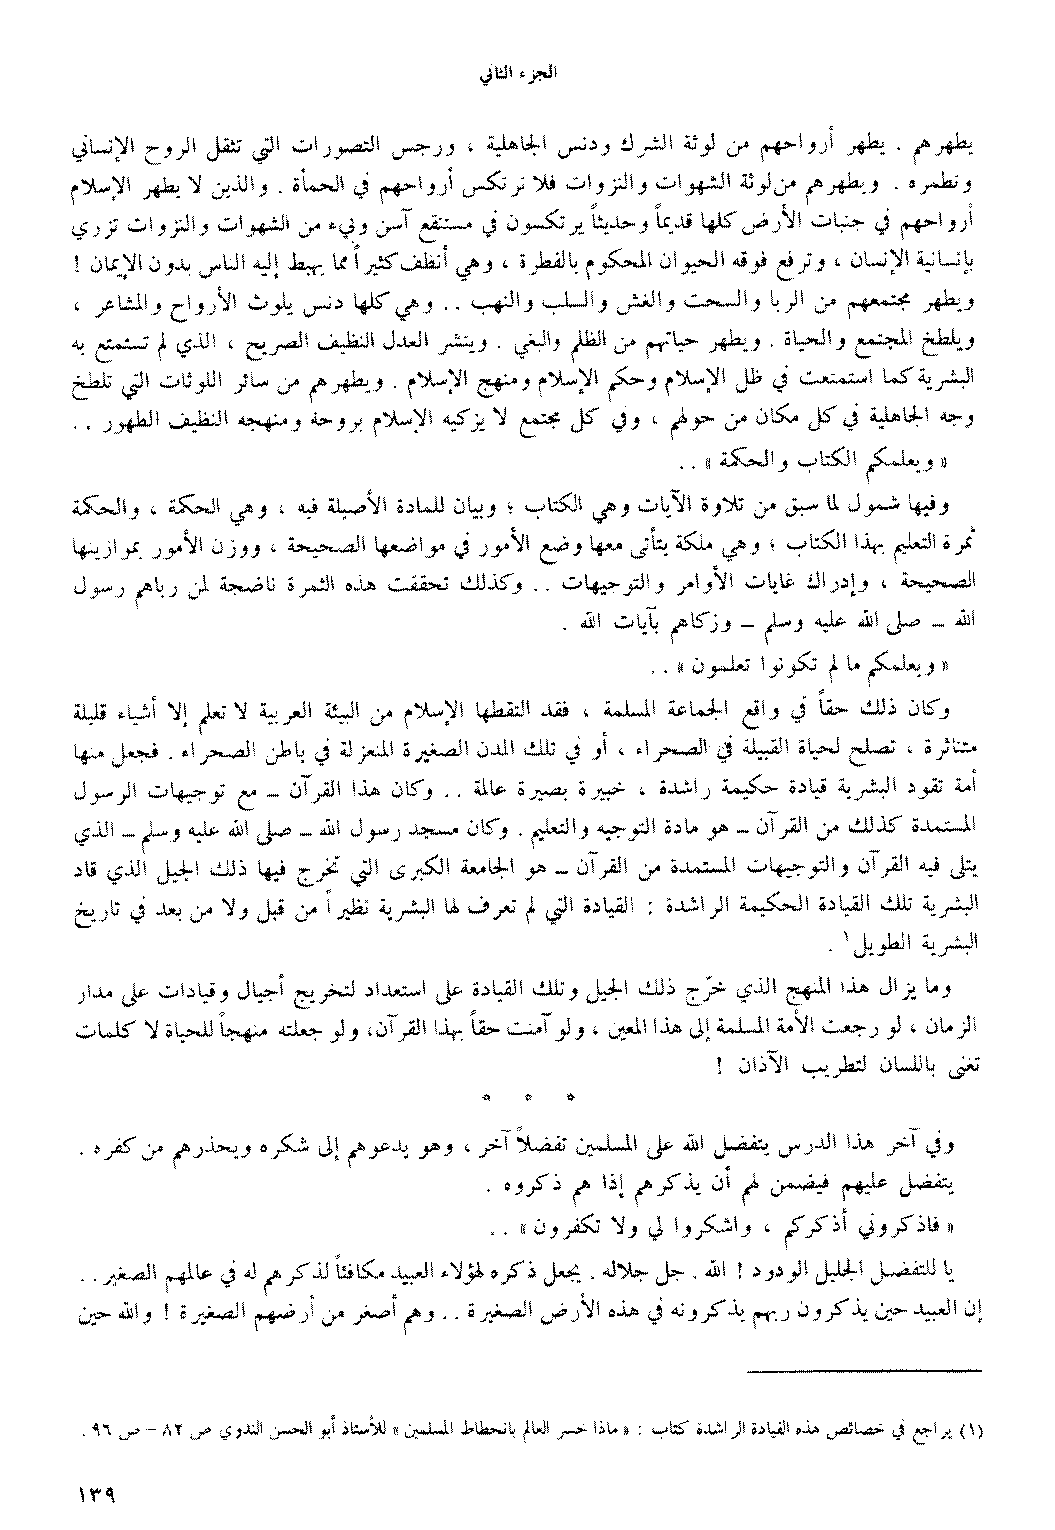 الجزء الثاني
يطهرهم . يطهر أرواحهم من لوثة الشرك ودنس الجاهلية ، ورجس التصورات التي تثقل الروح الإنساني
وتطمره . ويطهرهم من لوثة الشهوات والنزوات فلا ترتكس أرواحهم في الحمأة . والذين لا يطهر الإسلام
أرواحهم في جنبات الأرض كلها قديماً وحديثاً يرتكسون في مستنقع آسن وبيء من الشهوات والنزوات تزري
بإنسانية الإنسان ، وترفع فوقه الحيوان المحكوم بالفطرة ، وهي أنظف كثيراً مما يهبط إليه الناس بدون الإيمان !
ويطهر مجتمعهم من الربا والسحت والغش والسلب والنهب .. وهي كلها دنس يلوث الأرواح والمشاعر ،
ويلطخ المجتمع والحياة . ويطهر حياتهم من الظلم والبغي . وينشر العدل النظيف الصريح ، الذي لم تستمتع به
البشرية كما استمتعت في ظل الإسلام وحكم الإسلام ومنهج الإسلام . ويطهرهم من سائر اللوثات التي تلطخ
وجه الجاهلية في كل مكان من حولهم ، وفي كل مجتمع لا يزكيه الإسلام بروحة ومنهجه النظيف الطهور ..
« ويعلمكم الكتاب والحكمة » ..
وفيها شمول لما سبق من تلاوة الآيات وهي الكتاب ؛ وبيان للمادة الأصيلة فيه ، وهي الحكمة ، والحكمة
ثمرة التعليم بهذا الكتاب ؛ وهي ملكة يتأتى معها وضع الأمور في مواضعها الصحيحة ، ووزن الأمور بموازينها
الصحيحة ، وإدراك غايات الأوامر والتوجيهات .. وكذلك تحققت هذه الثمرة ناضجة لمن رباهم رسول
الله – صلى الله عليه وسلم – وزكاهم بآيات الله .
« ويعلمكم ما لم تكونوا تعلمون » ..
وكان ذلك حقاً في واقع الجماعة المسلمة ، فقد التقطها الإسلام من البيئة العربية لا تعلم إلا أشياء قليلة
متناثرة ، تصلح لحياة القبيلة في الصحراء ، أو في تلك المدن الصغيرة المنعزلة في باطن الصحراء . فجعل منها
أمة تقود البشرية قيادة حكيمة راشدة ، خبيرة بصيرة عالمة .. وكان هذا القرآن – مع توجيهات الرسول
المستمدة كذلك من القرآن – هو مادة التوجيه والتعليم . وكان مسجد رسول الله – صلى الله عليه وسلم – الذي
يتلى فيه القرآن والتوجيهات المستمدة من القرآن – هو الجامعة الكبرى التي تخرج فيها ذلك الجيل الذي قاد
البشرية تلك القيادة الحكيمة الراشدة : القيادة التي لم تعرف لها البشرية نظيراً من قبل ولا من بعد في تاريخ
البشرية الطويل١ .
وما يزال هذا المنهج الذي خرّج ذلك الجيل وتلك القيادة على استعداد لتخريج أجيال وقيادات على مدار
الزمان ، لو رجعت الأمة المسلمة إلى هذا المعين ، ولو آمنت حقاً بهذا القرآن، ولو جعلته منهجاً للحياة لا كلمات
تغنى باللسان لتطريب الآذان !
* * *
وفي آخر هذا الدرس يتفضل الله على المسلمين تفضلاً آخر ، وهو يدعوهم إلى شكره ويحذرهم من كفره .
يتفضل عليهم فيضمن لهم أن يذكرهم إذا هم ذكروه .
« فاذكروني أذكركم ، واشكروا لي ولا تكفرون » ..
يا للتفضل الجليل الودود ! الله . جل جلاله . يجعل ذكره لهؤلاء العبيد مكافئاً لذكرهم له في عالمهم الصغير ..
إن العبيد حين يذكرون ربهم يذكرونه في هذه الأرض الصغيرة .. وهم أصغر من أرضهم الصغيرة ! والله حين
(١) يراجع في خصائص هذه القيادة الراشدة كتاب : « ماذا خسر العالم بانحطاط المسلمين » للأستاذ أبو الحسن الندوي ص ٨٢ – ص ٩٦ .
١٣٩